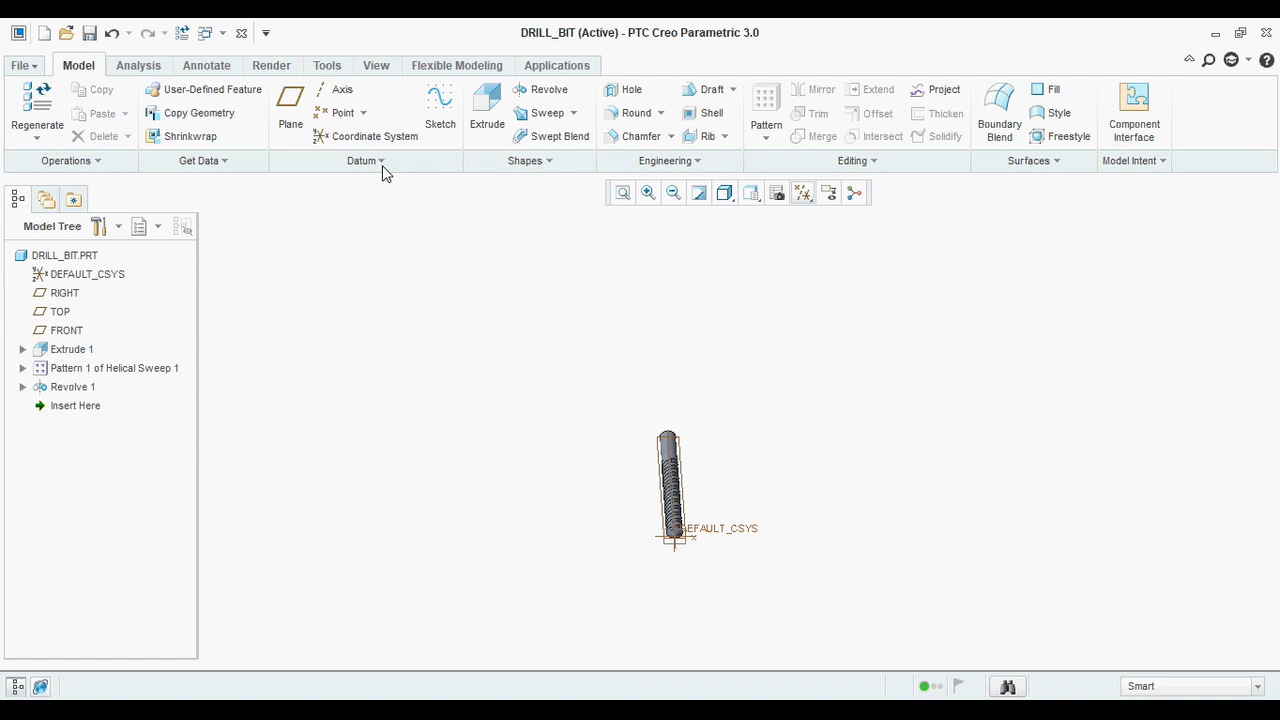 DRILL_BIT (Active) - PTC Creo Parametric 3.0
File Model Analysis Annotate Render Tools View Flexible Modeling Applications
Regenerate
Copy
Paste
Delete
Operations
User-Defined Feature
Copy Geometry
Shrinkwrap
Get Data
Plane
Axis
Point
Coordinate System
Sketch
Datum
Extrude
Revolve
Sweep
Swept Blend
Shapes
Hole
Round
Chamfer
Draft
Shell
Rib
Engineering
Pattern
Mirror
Trim
Merge
Extend
Offset
Intersect
Project
Thicken
Solidify
Editing
Boundary
Blend
Fill
Style
Freestyle
Surfaces
Component
Interface
Model Intent
Model Tree
DRILL_BIT.PRT
DEFAULT_CSYS
RIGHT
TOP
FRONT
Extrude 1
Pattern 1 of Helical Sweep 1
Revolve 1
Insert Here
EFAULT_CSYS
X
Smart